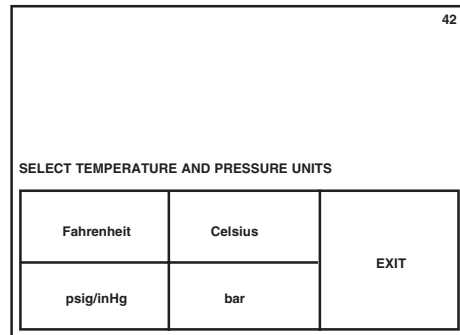 42
SELECT TEMPERATURE AND PRESSURE UNITS
Fahrenheit
Celsius
EXIT
psig/inHg
bar